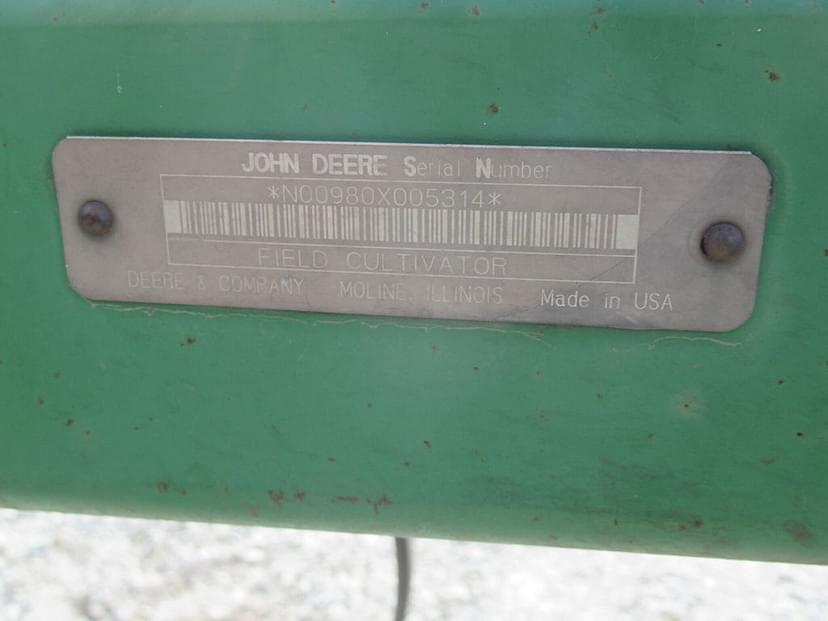 JOHN DEERE Serial Number
*N00980X005314*
FIELD CULTIVATOR
DEERE & COMPANY MOLINE, ILLINOIS Made in USA